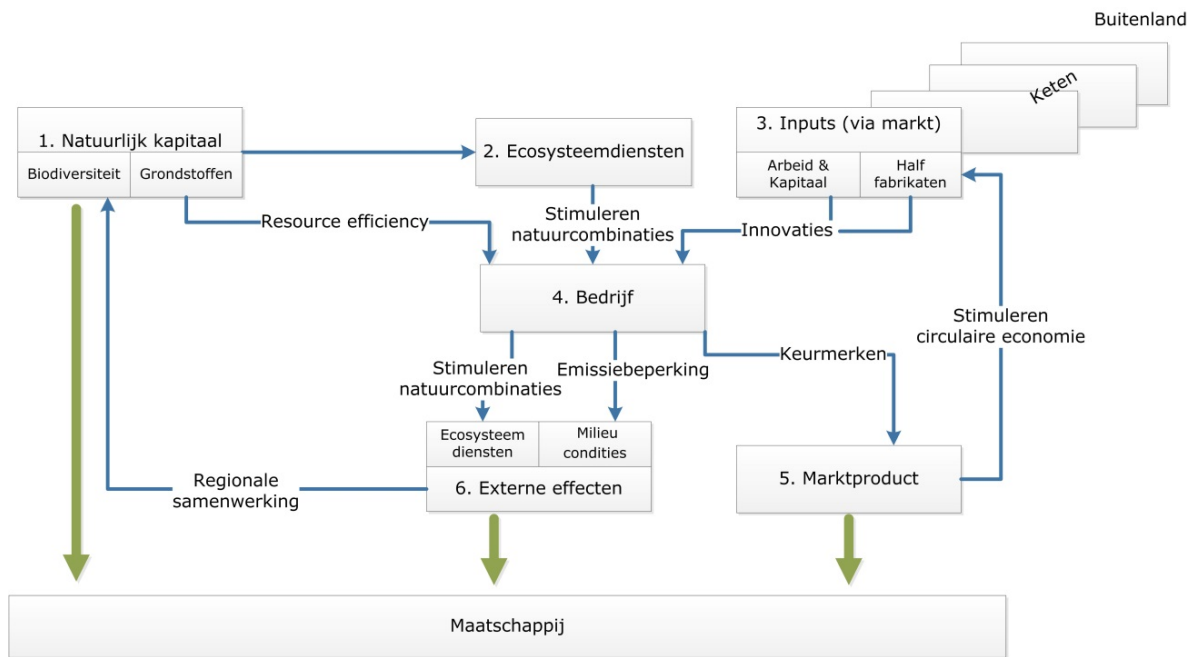 Buitenland
Keten
1. Natuurlijk kapitaal
Biodiversiteit
Grondstoffen
2. Ecosysteemdiensten
3. Inputs (via markt)
Arbeid &
Kapitaal
Half
fabrikaten
Resource efficiency
Stimuleren
natuurcombinaties
Innovaties
4. Bedrijf
Stimuleren
circulaire economie
Stimuleren
natuurcombinaties
Emissiebeperking
Keurmerken
Ecosysteem
diensten
Milieu
condities
6. Externe effecten
5. Marktproduct
Regionale
samenwerking
Maatschappij